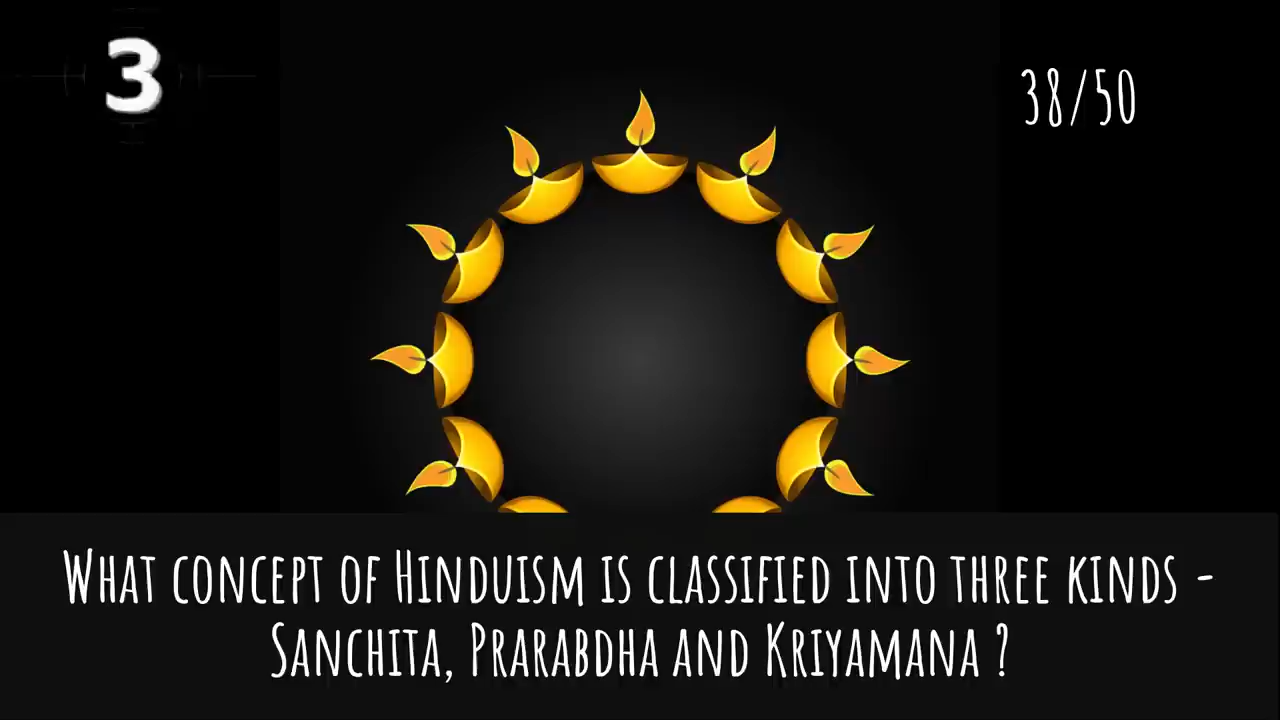 3
38/50
What concept of Hinduism is classified into three kinds -
Sanchita, Prarabdha and Kriyamana ?